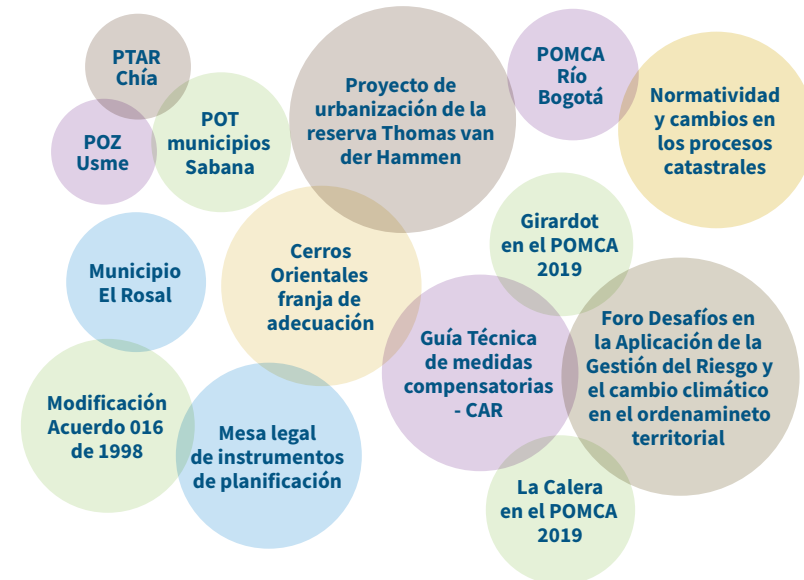 PTAR
Chía
POZ
Usme
POT
municipios
Sabana
Proyecto de
urbanización de la
reserva Thomas van
der Hammen
POMCA
Río
Bogotá
Normatividad
y cambios en
los procesos
catastrales
Municipio
El Rosal
Cerros
Orientales
franja de
adecuación
Girardot
en el POMCA
2019
Guía Técnica
de medidas
compensatorias
- CAR
Foro Desafíos en
la Aplicación de la
Gestión del Riesgo y
el cambio climático
en el ordenamineto
territorial
Modificación
Acuerdo 016
de 1998
Mesa legal
de instrumentos
de planificación
La Calera
en el POMCA
2019